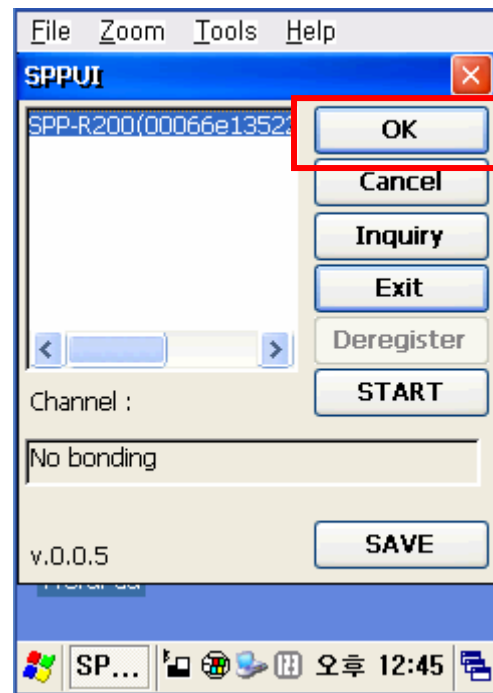 File Zoom Tools Help
SPPUI
SPP-R200(00066e13522
OK
Cancel
Inquiry
Exit
Deregister
Channel :
START
No bonding
v.0.0.5
SAVE
SP... 오후 12:45